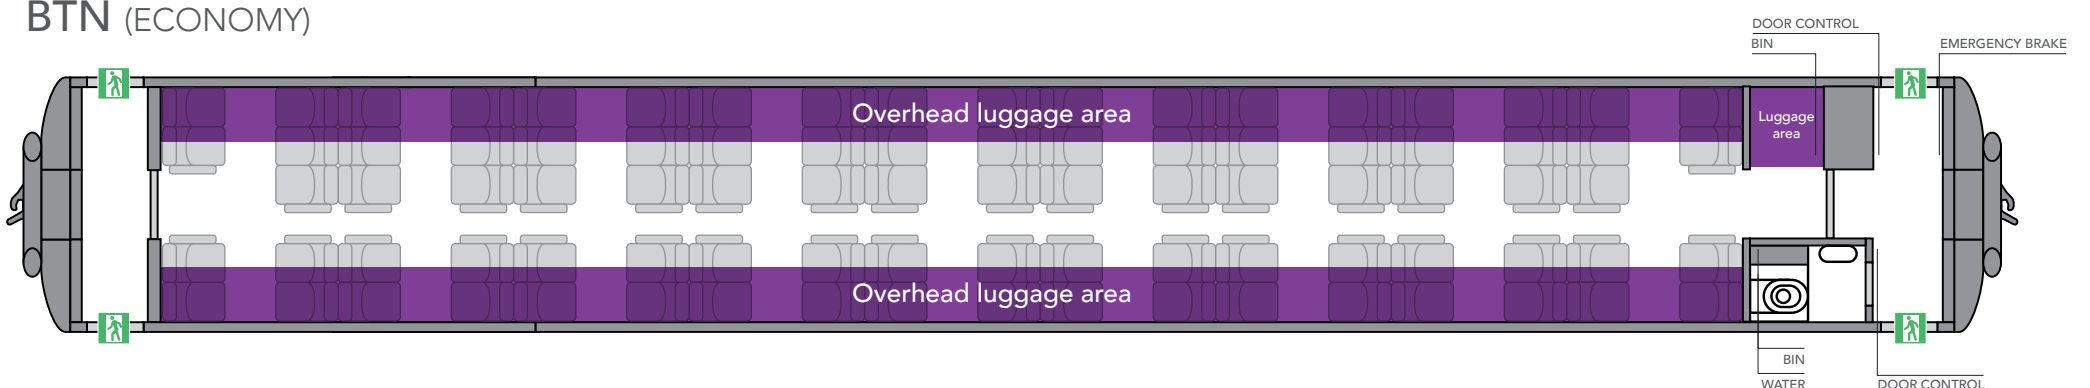 BTN (ECONOMY)
DOOR CONTROL
BIN
EMERGENCY BRAKE
Overhead luggage area
Luggage
area
Overhead luggage area
BIN
WATER
DOOR CONTROL